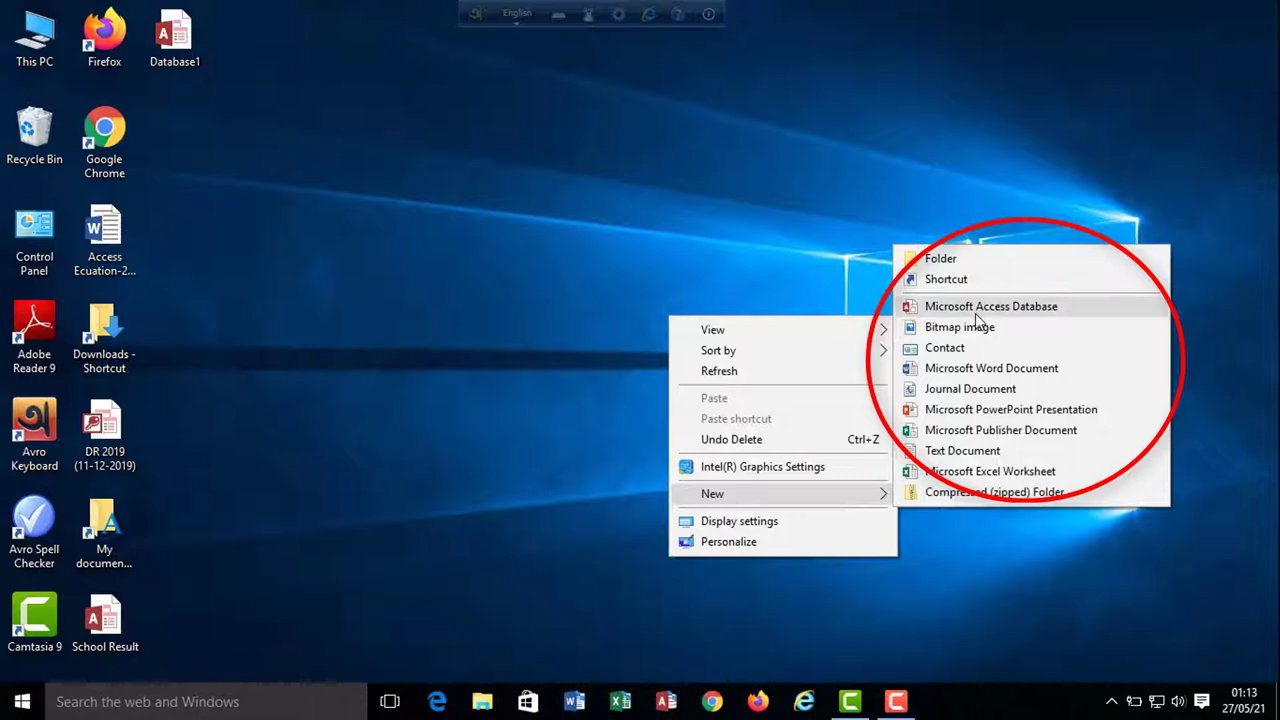 English
This PC
Firefox
Database1
Recycle Bin
Google
Chrome
Control
Panel
Access
Ecuation-2...
Adobe
Reader 9
Downloads -
Shortcut
Avro
Keyboard
DR 2019
(11-12-2019)
Avro Spell
Checker
My
documen...
Camtasia 9
School Result
View
Sort by
Refresh
Paste
Paste shortcut
Undo Delete Ctrl+Z
Intel(R) Graphics Settings
New
Display settings
Personalize
Folder
Shortcut
Microsoft Access Database
Bitmap image
Contact
Microsoft Word Document
Journal Document
Microsoft PowerPoint Presentation
Microsoft Publisher Document
Text Document
Microsoft Excel Worksheet
Compressed (zipped) Folder
Search the web and Windows
01:13
27/05/21